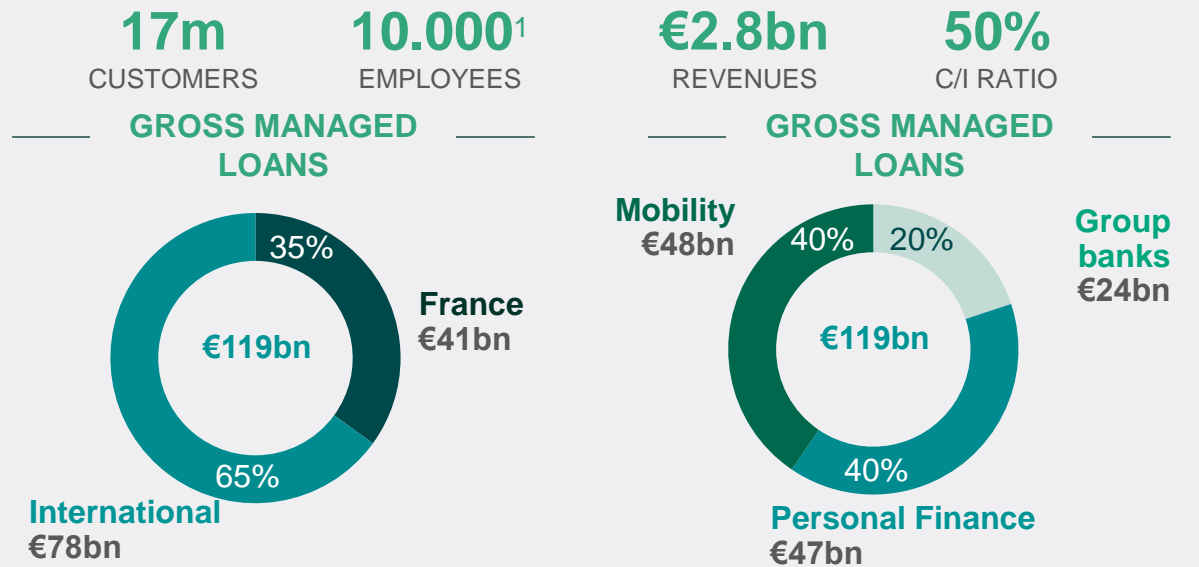 17m
CUSTOMERS
10.000¹
EMPLOYEES
€2.8bn
REVENUES
50%
C/I RATIO
GROSS MANAGED
LOANS
35%
France
€41bn
€119bn
65%
International
€78bn
GROSS MANAGED
LOANS
Mobility
€48bn
40%
20%
Group
banks
€24bn
€119bn
40%
Personal Finance
€47bn